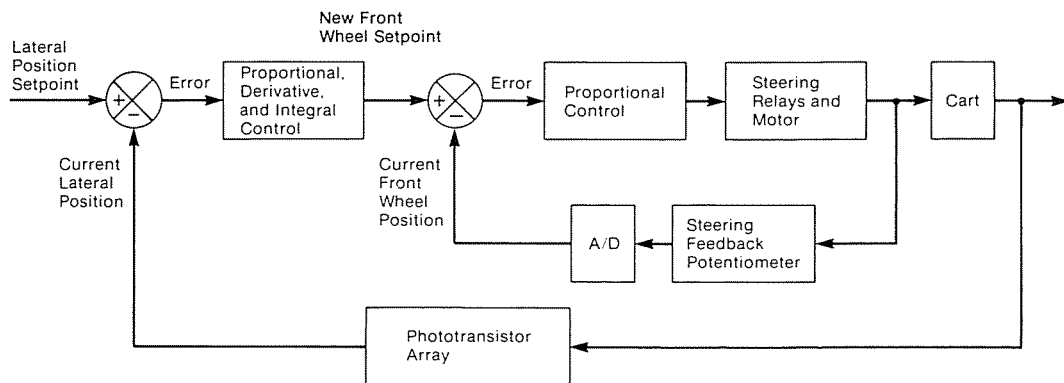 New Front
Wheel Setpoint
Lateral
Position
Setpoint
+
−
Error
Proportional,
Derivative,
and Integral
Control
+
−
Error
Proportional
Control
Steering
Relays and
Motor
Cart
Current
Lateral
Position
Current
Front
Wheel
Position
A/D
Steering
Feedback
Potentiometer
Phototransistor
Array